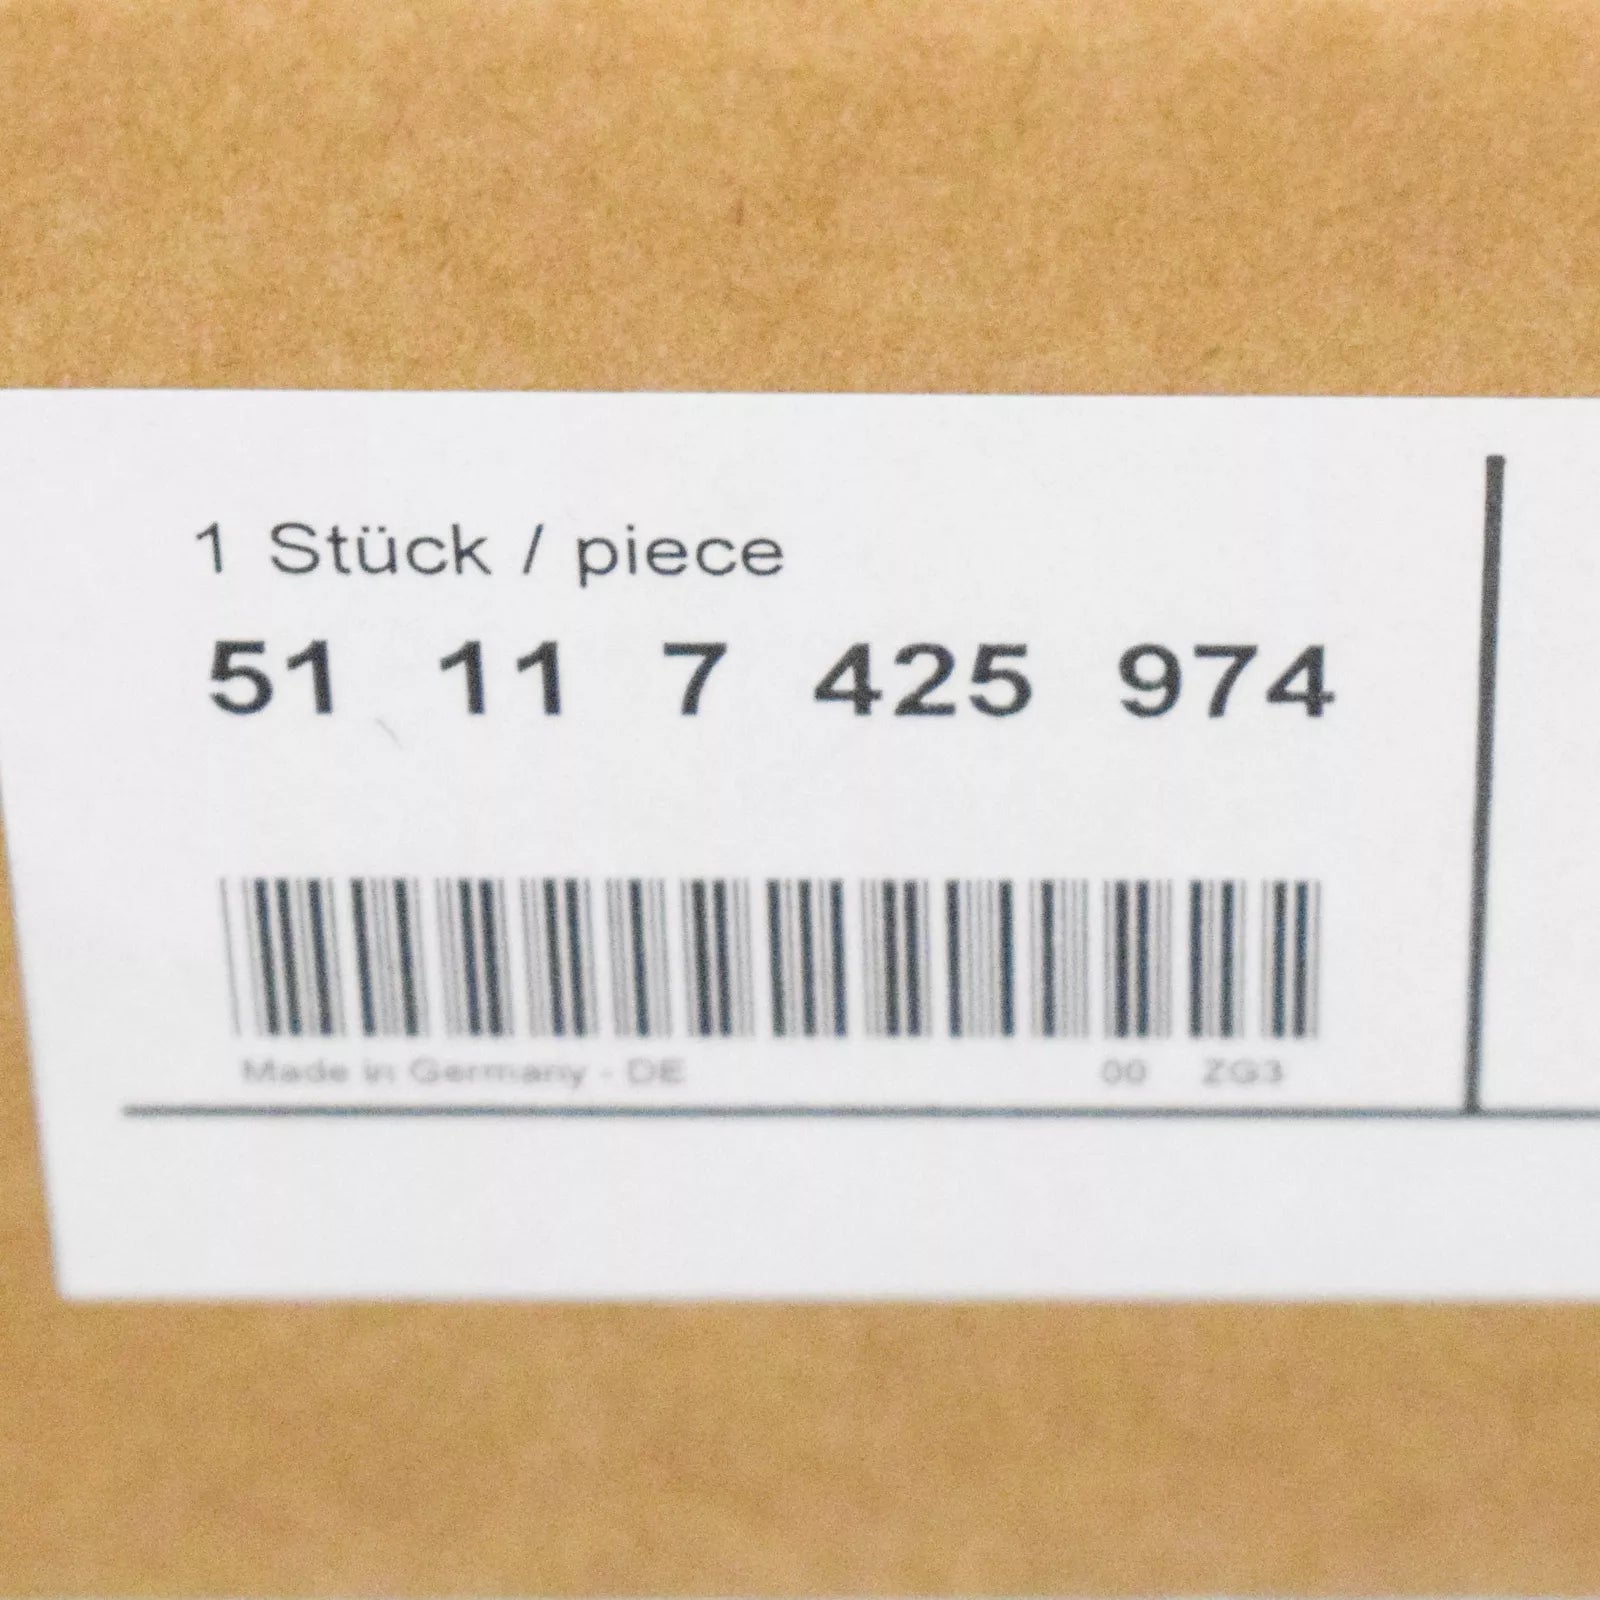 1 Stück / piece
51 11 7 425 974
Made in Germany - DE 00 ZG3